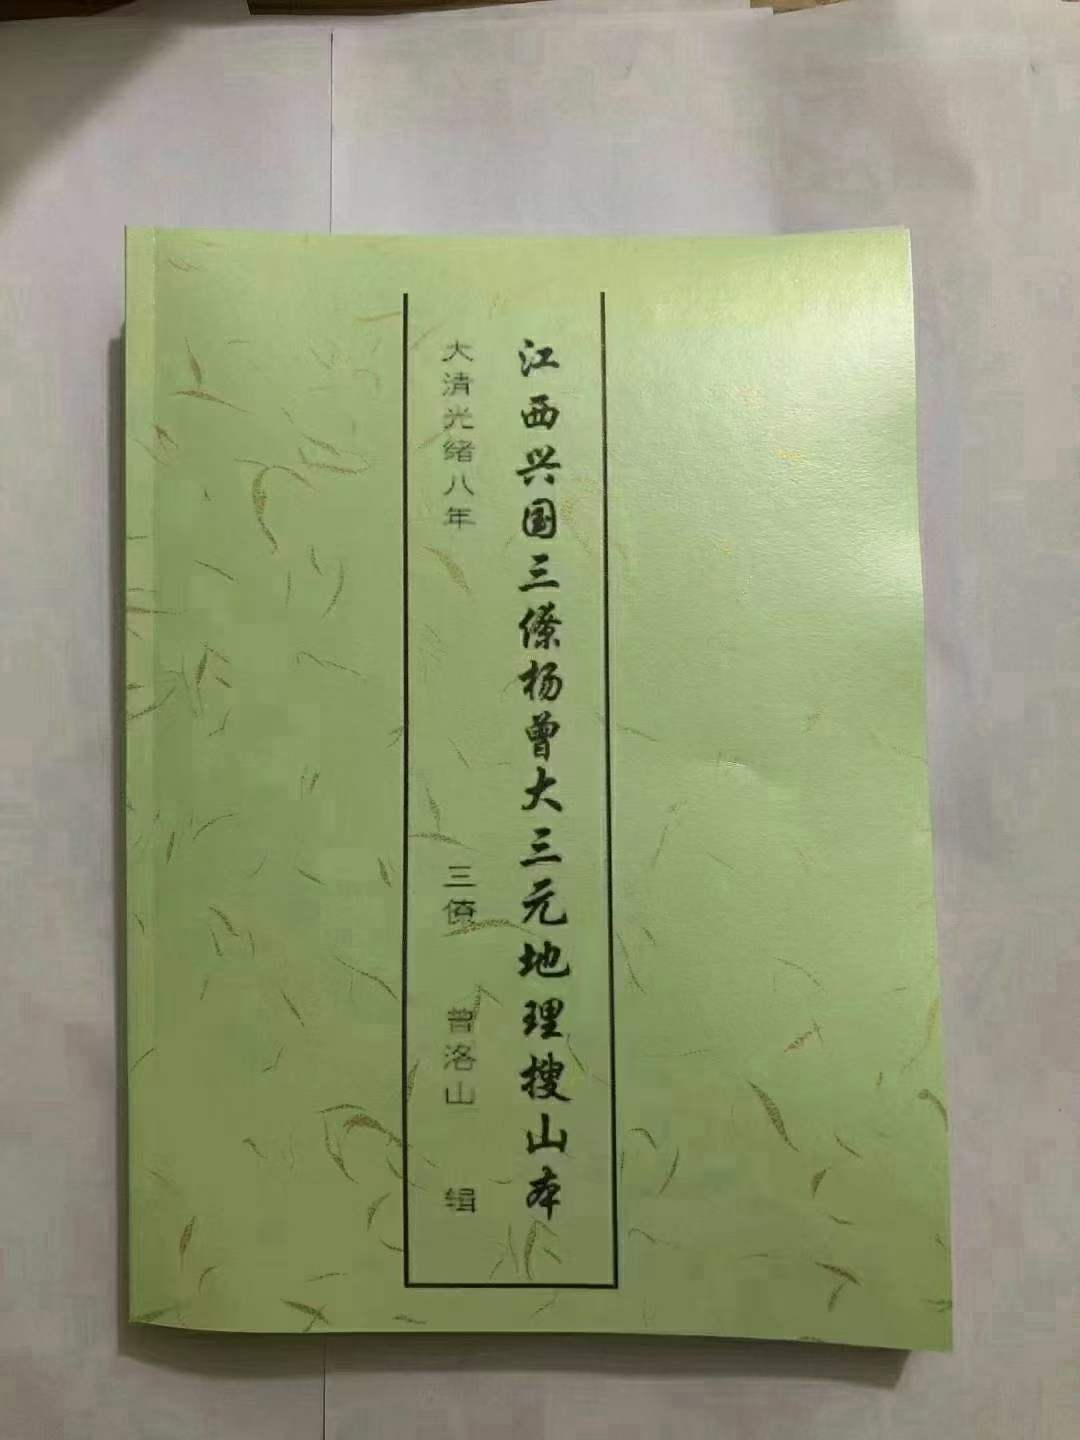 江西兴国三僚杨曾大三元地理搜山本
大清光绪八年 三僚 曾洛山 辑